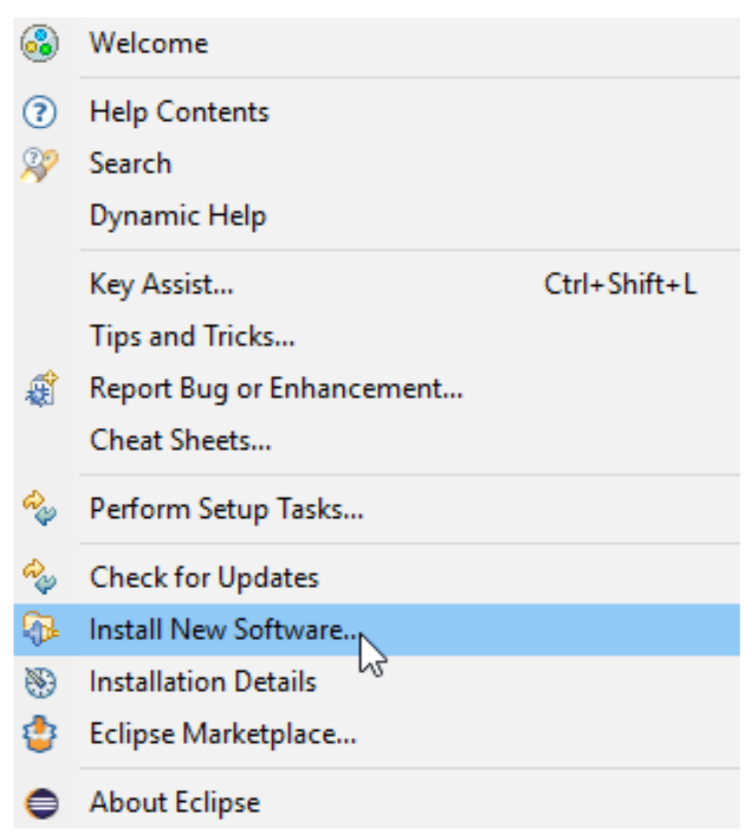 Welcome
Help Contents
Search
Dynamic Help
Key Assist... Ctrl+Shift+L
Tips and Tricks...
Report Bug or Enhancement...
Cheat Sheets...
Perform Setup Tasks...
Check for Updates
Install New Software...
Installation Details
Eclipse Marketplace...
About Eclipse